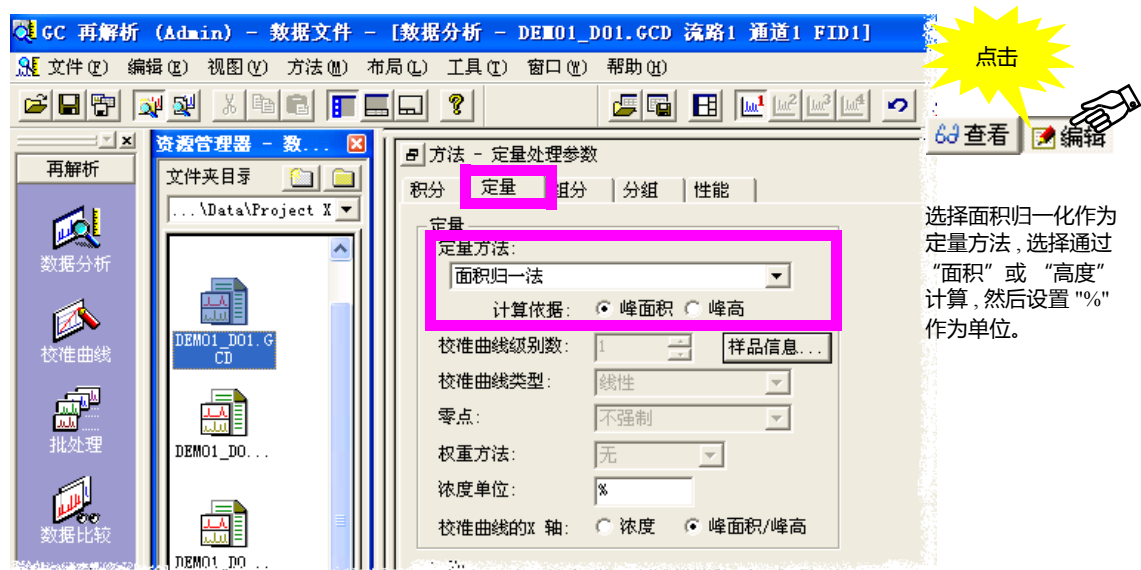 GC 再解析 (Admin) - 数据文件 - [数据分析 - DEMO1_D01.GCD 流路1 通道1 FID1]
文件(F) 编辑(E) 视图(V) 方法(M) 布局(L) 工具(T) 窗口(W) 帮助(H)
点击
查看 编辑
再解析
数据分析
校准曲线
批处理
数据比较
资源管理器 - 数...
文件夹目录
...\Data\Project X
DEMO1_D01.G
CD
DEMO1_DO...
DEMO1_DO...
方法 - 定量处理参数
积分 定量 组分 分组 性能
定量
定量方法:
面积归一法
计算依据: 峰面积 峰高
校准曲线级别数: 1 样品信息...
校准曲线类型: 线性
零点: 不强制
权重方法: 无
浓度单位: %
校准曲线的X 轴: 浓度 峰面积/峰高
选择面积归一化作为
定量方法,选择通过
“面积”或 “高度”
计算,然后设置 "%"
作为单位。